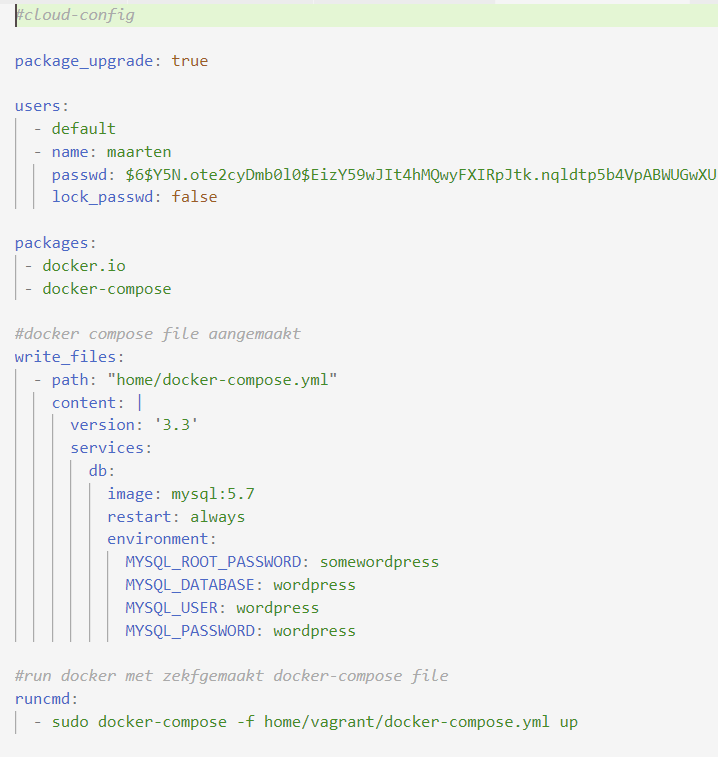 #cloud-config
package_upgrade: true
users:
- default
- name: maarten
passwd: $6$Y5N.ote2cyDmb0l0$EizY59wJIt4hMQwyFXIRpJtk.nqldtp5b4VpABWUGwXU
lock_passwd: false
packages:
- docker.io
- docker-compose
#docker compose file aangemaakt
write_files:
- path: "home/docker-compose.yml"
content: |
version: '3.3'
services:
db:
image: mysql:5.7
restart: always
environment:
MYSQL_ROOT_PASSWORD: somewordpress
MYSQL_DATABASE: wordpress
MYSQL_USER: wordpress
MYSQL_PASSWORD: wordpress
#run docker met zekfgemaakt docker-compose file
runcmd:
- sudo docker-compose -f home/vagrant/docker-compose.yml up